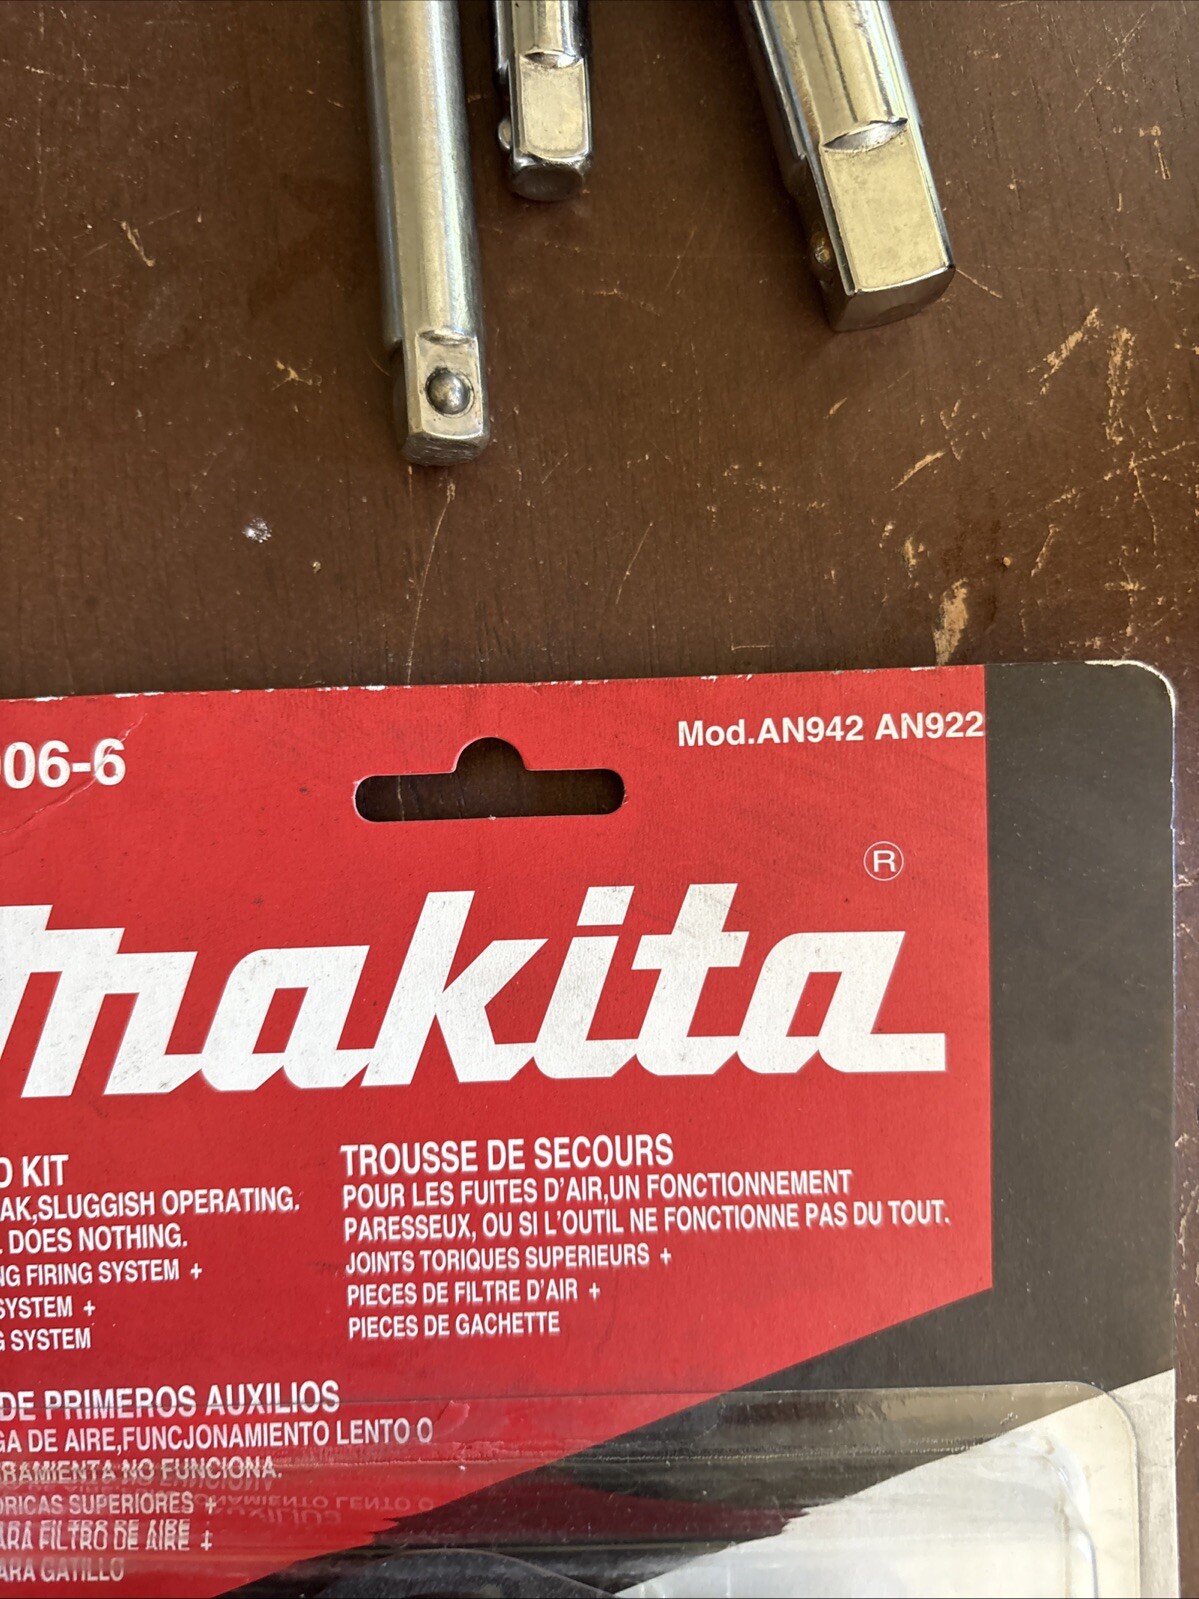 06-6
Mod.AN942 AN922
®
makita
KIT
AK,SLUGGISH OPERATING.
DOES NOTHING.
NG FIRING SYSTEM +
SYSTEM +
G SYSTEM
TROUSSE DE SECOURS
POUR LES FUITES D'AIR,UN FONCTIONNEMENT
PARESSEUX, OU SI L'OUTIL NE FONCTIONNE PAS DU TOUT.
JOINTS TORIQUES SUPERIEURS +
PIECES DE FILTRE D'AIR +
PIECES DE GACHETTE
DE PRIMEROS AUXILIOS
GA DE AIRE,FUNCJONAMIENTO LENTO O
RAMIENTA NO FUNCIONA.
ORICAS SUPERIORES +
ARA FILTRO DE AIRE +
ARA GATILLO